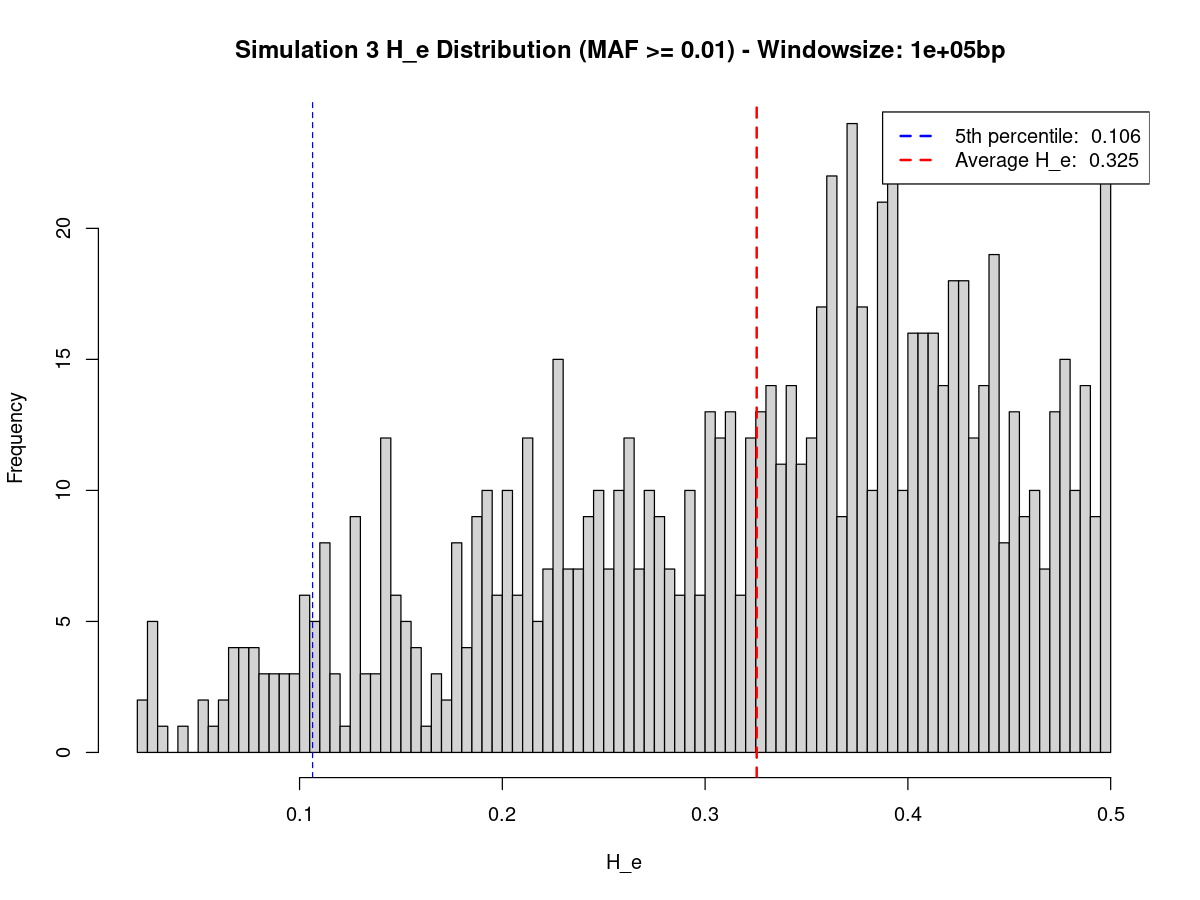 Simulation 3 H_e Distribution (MAF >= 0.01) - Windowsize: 1e+05bp
5th percentile: 0.106
Average H_e: 0.325
Frequency
20
15
10
5
0
0.1 0.2 0.3 0.4 0.5
H_e